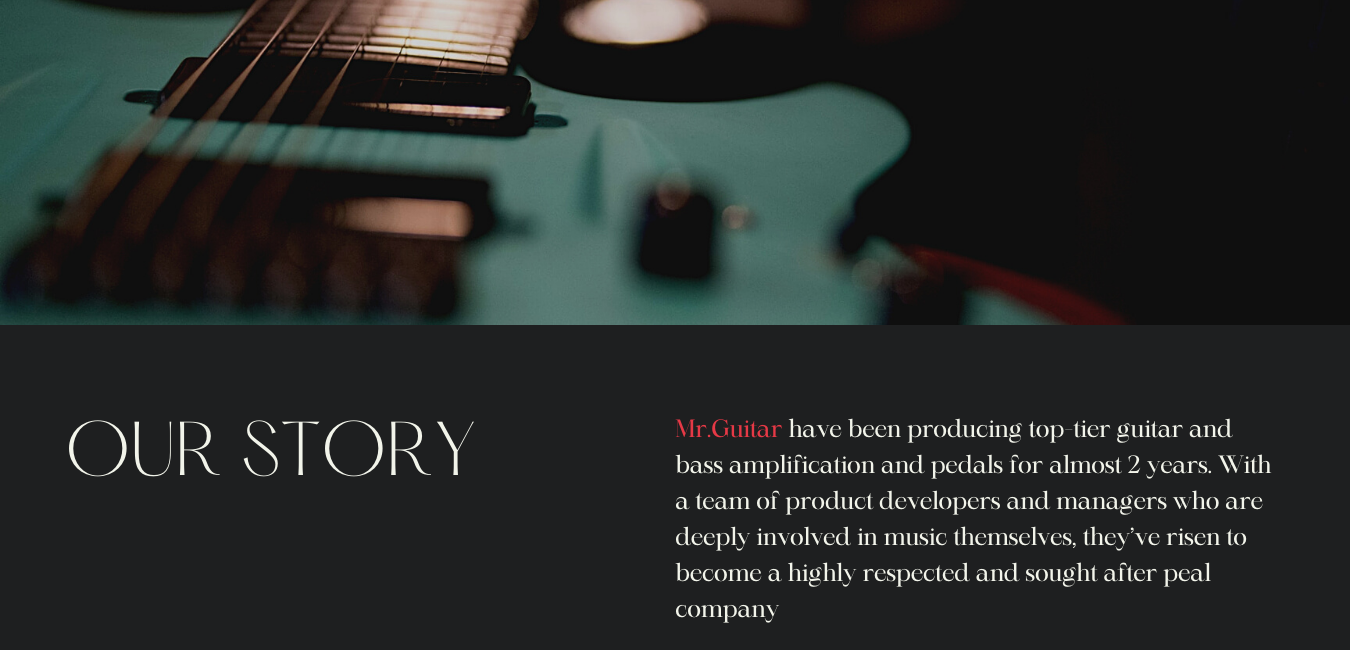 OUR STORY
Mr.Guitar have been producing top-tier guitar and
bass amplification and pedals for almost 2 years. With
a team of product developers and managers who are
deeply involved in music themselves, they’ve risen to
become a highly respected and sought after peal
company